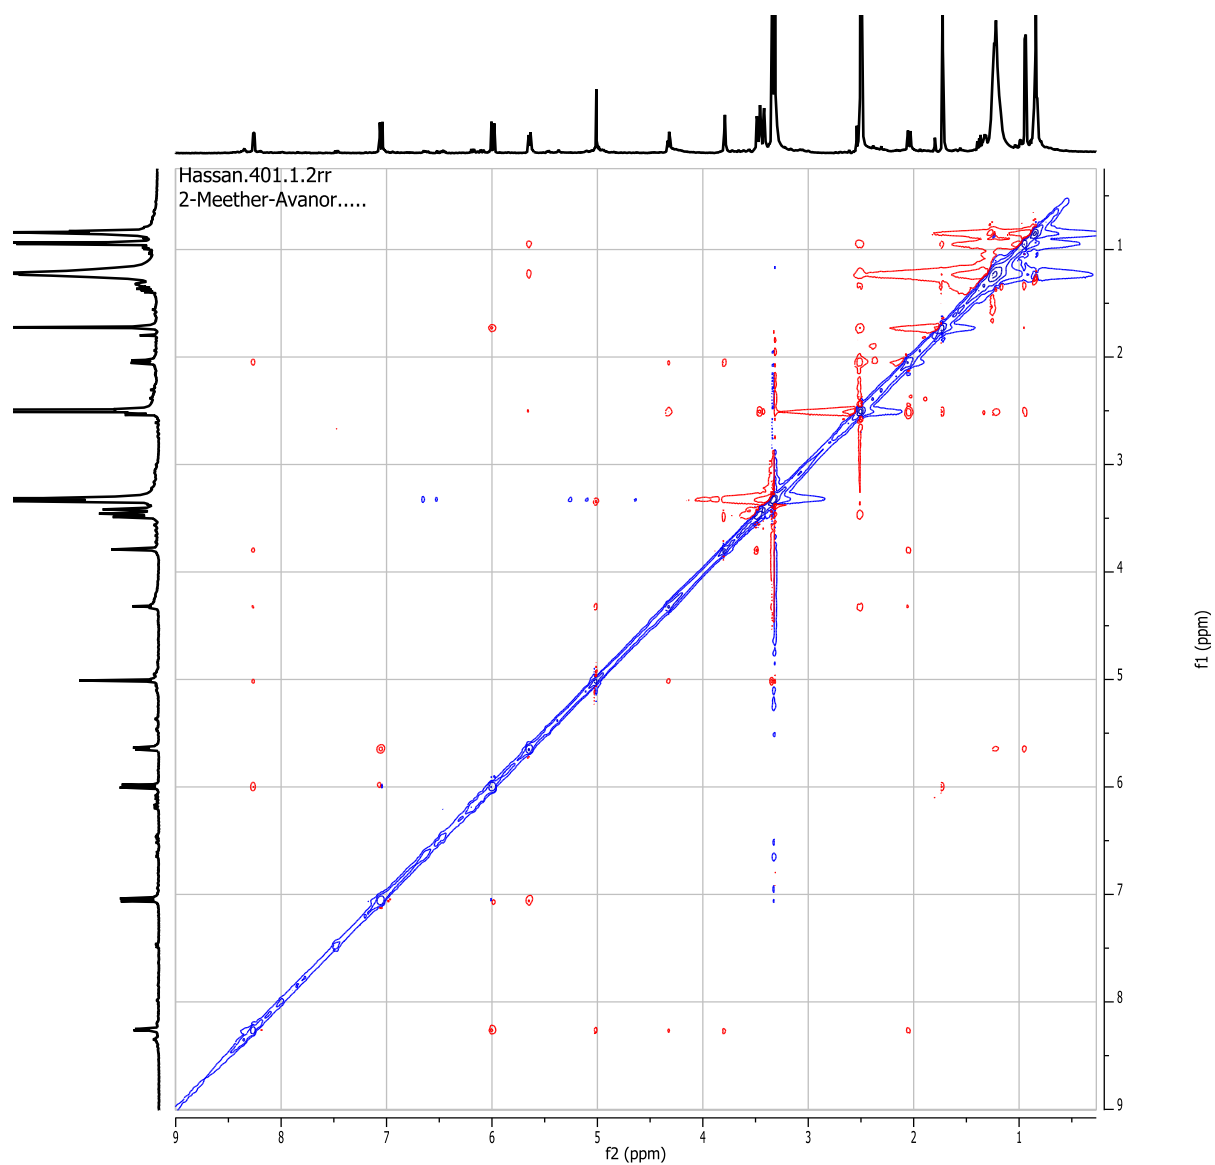 Hassan.401.1.2rr
2-Meether-Avanor.....
1
2
3
4
5
6
7
8
9
f1 (ppm)
9 8 7 6 5 4 3 2 1
f2 (ppm)